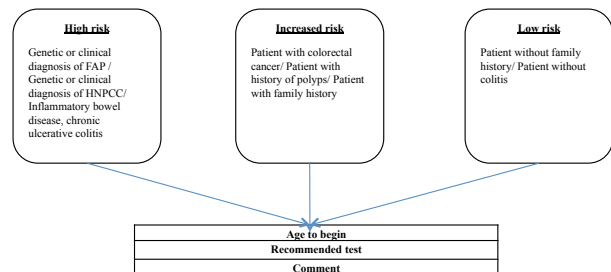 High risk
Genetic or clinical
diagnosis of FAP /
Genetic or clinical
diagnosis of HNPCC/
Inflammatory bowel
disease, chronic
ulcerative colitis
Increased risk
Patient with colorectal
cancer/ Patient with
history of polyps/ Patient
with family history
Low risk
Patient without family
history/ Patient without
colitis
Age to begin
Recommended test
Comment